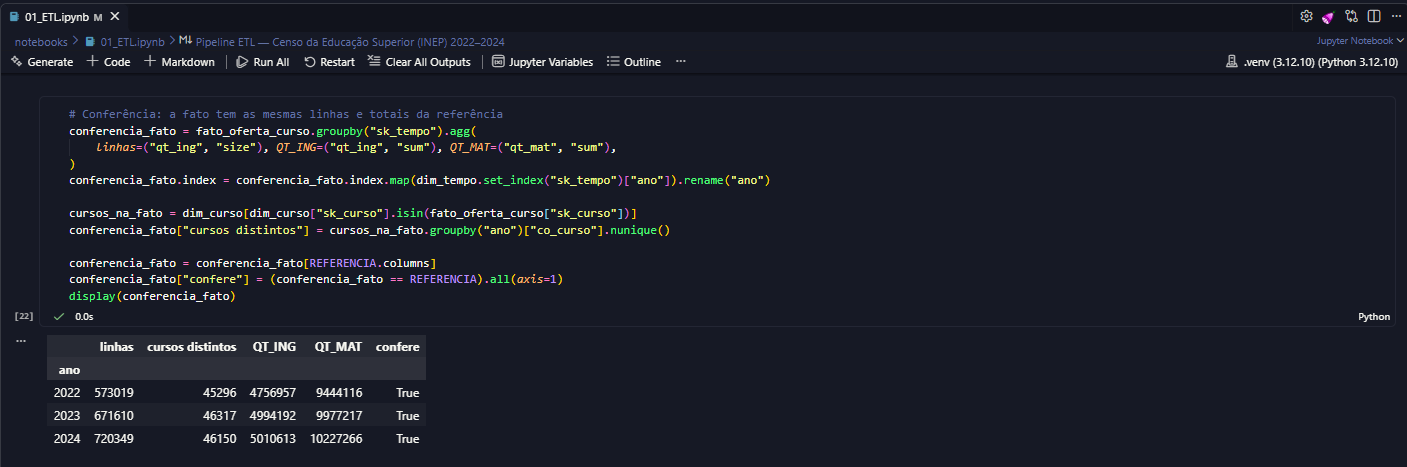 01_ETL.ipynb M
notebooks > 01_ETL.ipynb > M↓ Pipeline ETL — Censo da Educação Superior (INEP) 2022–2024
Jupyter Notebook
Generate + Code + Markdown | Run All Restart Clear All Outputs | Jupyter Variables Outline ...
.venv (3.12.10) (Python 3.12.10)
# Conferência: a fato tem as mesmas linhas e totais da referência
conferencia_fato = fato_oferta_curso.groupby("sk_tempo").agg(
    linhas=("qt_ing", "size"), QT_ING=("qt_ing", "sum"), QT_MAT=("qt_mat", "sum"),
)
conferencia_fato.index = conferencia_fato.index.map(dim_tempo.set_index("sk_tempo")["ano"]).rename("ano")
cursos_na_fato = dim_curso[dim_curso["sk_curso"].isin(fato_oferta_curso["sk_curso"])]
conferencia_fato["cursos distintos"] = cursos_na_fato.groupby("ano")["co_curso"].nunique()
conferencia_fato = conferencia_fato[REFERENCIA.columns]
conferencia_fato["confere"] = (conferencia_fato == REFERENCIA).all(axis=1)
display(conferencia_fato)
[22] 0.0s Python
linhas cursos distintos QT_ING QT_MAT confere
ano
2022 573019 45296 4756957 9444116 True
2023 671610 46317 4994192 9977217 True
2024 720349 46150 5010613 10227266 True